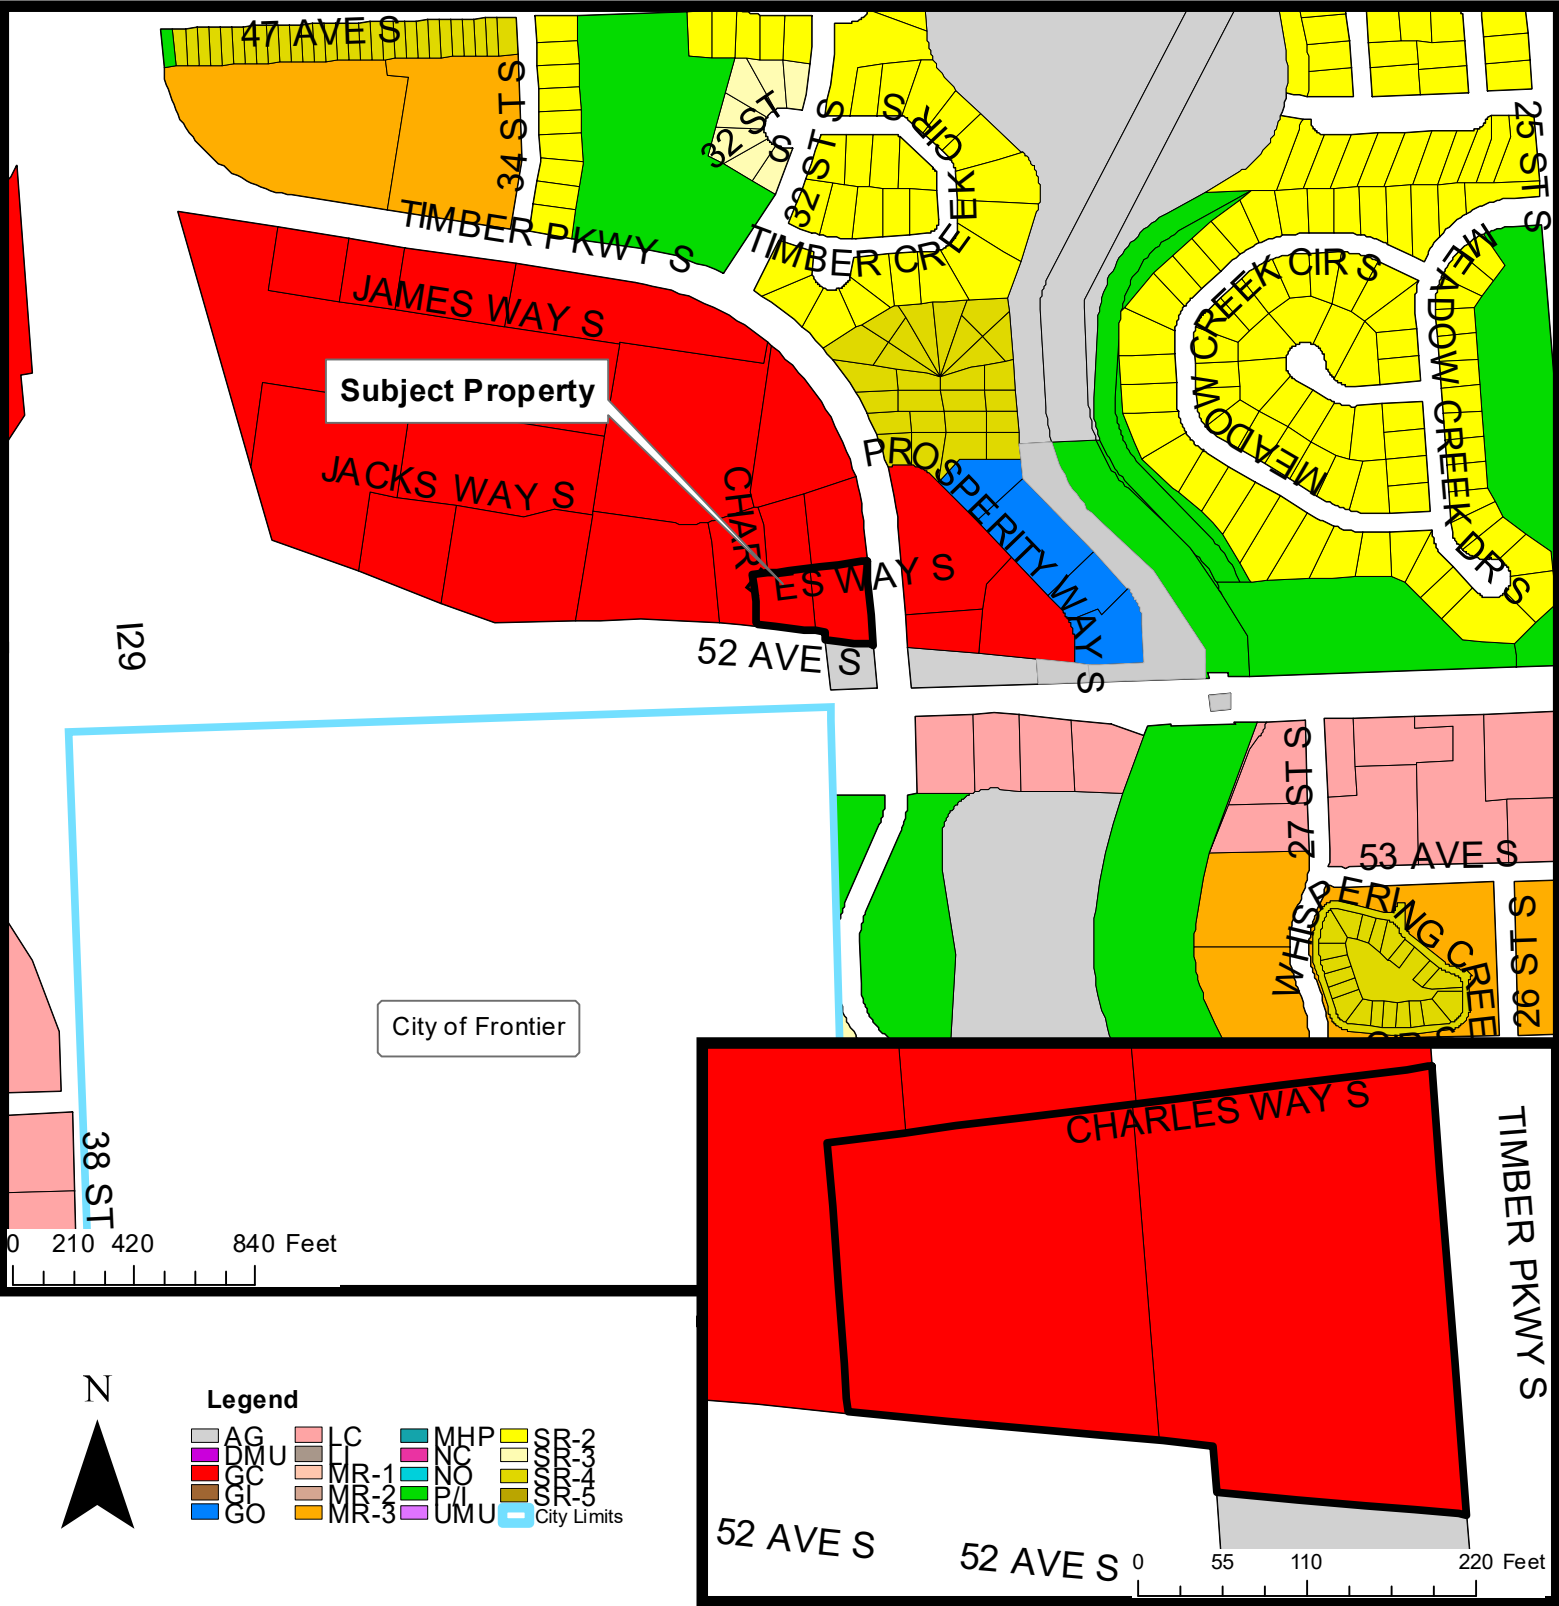 47 AVE S
34 ST S
32 ST S
32 ST S
TIMBER CREEK CIR S
25 ST S
TIMBER PKWY S
JAMES WAY S
MEADOW CREEK CIR S
MEADOW CREEK DR S
Subject Property
JACKS WAY S
CHARLES WAY S
PROSPERITY WAY S
I29
52 AVE S
27 ST S
53 AVE S
WHISPERING CREE
CIR S
26 ST S
City of Frontier
38 ST
0 210 420 840 Feet
CHARLES WAY S
TIMBER PKWY S
52 AVE S
52 AVE S
0 55 110 220 Feet
N
Legend
AG
DMU
GC
GI
GO
LC
LI
MR-1
MR-2
MR-3
MHP
NC
NO
P/I
UMU
SR-2
SR-3
SR-4
SR-5
City Limits